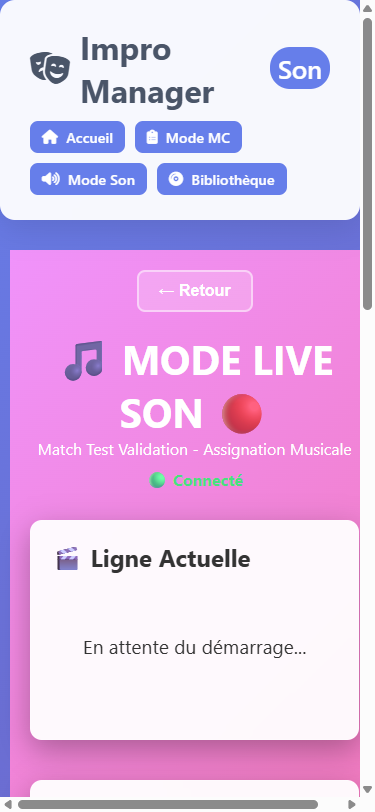 Impro
Manager
Son
Accueil
Mode MC
Mode Son
Bibliothèque
← Retour
🎵 MODE LIVE
SON 🔴
Match Test Validation - Assignation Musicale
🟢 Connecté
🎬 Ligne Actuelle
En attente du démarrage...